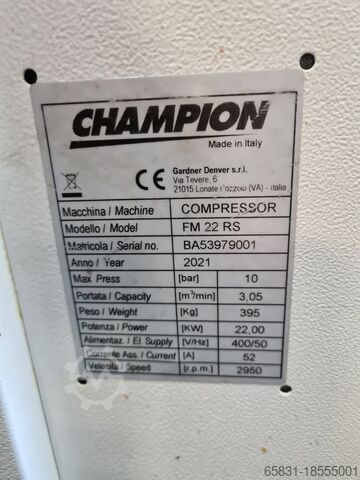 CHAMPION
Made in Italy
CE Gardner Denver s.r.l.
Via Tevere, 6
21015 Lonate Pozzolo (VA) - Italia
Macchina / Machine COMPRESSOR
Modello / Model FM 22 RS
Matricola / Serial no. BA53979001
Anno / Year 2021
Max Press [bar] 10
Portata / Capacity [m³/min] 3,05
Peso / Weight [Kg] 395
Potenza / Power [KW] 22,00
Alimentaz. / El. Supply [V/Hz] 400/50
Corrente Ass. / Current [A] 52
Velocità / Speed [r.p.m.] 2950
65831-18555001